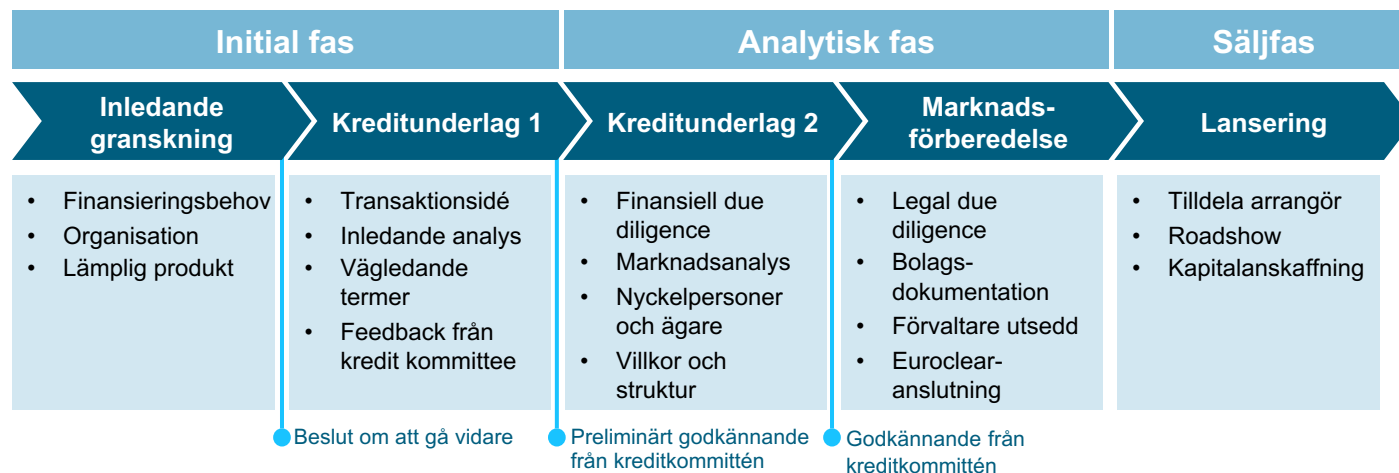 Initial fas
Analytisk fas
Säljfas
Inledande
granskning
Kreditunderlag 1
Kreditunderlag 2
Marknads-
förberedelse
Lansering
• Finansieringsbehov
• Organisation
• Lämplig produkt
• Transaktionsidé
• Inledande analys
• Vägledande
termer
• Feedback från
kredit kommittee
• Finansiell due
diligence
• Marknadsanalys
• Nyckelpersoner
och ägare
• Villkor och
struktur
• Legal due
diligence
• Bolags-
dokumentation
• Förvaltare utsedd
• Euroclear-
anslutning
• Tilldela arrangör
• Roadshow
• Kapitalanskaffning
Beslut om att gå vidare
Preliminärt godkännande
från kreditkommittén
Godkännande från
kreditkommittén